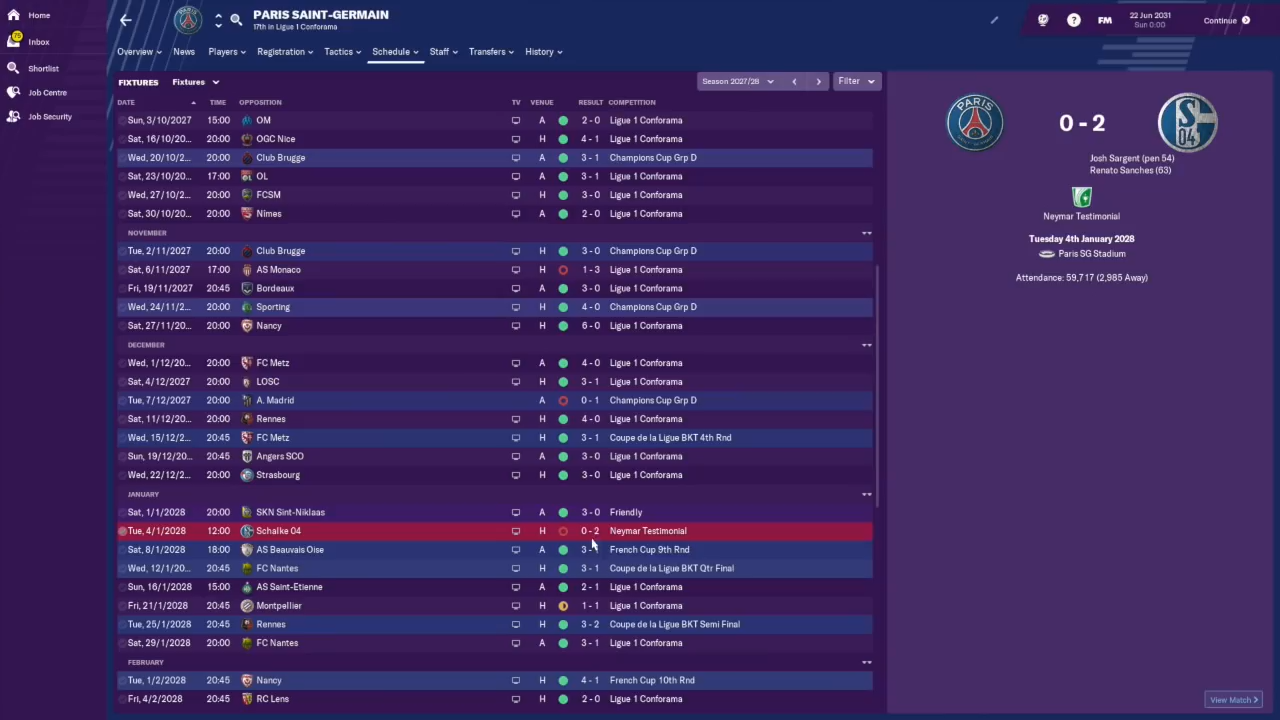 Home
75
Inbox
Shortlist
Job Centre
Job Security
PARIS SAINT-GERMAIN
17th in Ligue 1 Conforama
FM
22 Jun 2031
Sun 0:00
Continue
Overview News Players Registration Tactics Schedule Staff Transfers History
FIXTURES Fixtures Season 2027/28 Filter
DATE TIME OPPOSITION TV VENUE RESULT COMPETITION
Sun, 3/10/2027 15:00 OM A 2 - 0 Ligue 1 Conforama
Sat, 16/10/20... 20:00 OGC Nice H 4 - 1 Ligue 1 Conforama
Wed, 20/10/2... 20:00 Club Brugge A 3 - 1 Champions Cup Grp D
Sat, 23/10/20... 17:00 OL A 3 - 1 Ligue 1 Conforama
Wed, 27/10/2... 20:00 FCSM H 3 - 0 Ligue 1 Conforama
Sat, 30/10/20... 20:00 Nîmes A 2 - 0 Ligue 1 Conforama
NOVEMBER
Tue, 2/11/2027 20:00 Club Brugge H 3 - 0 Champions Cup Grp D
Sat, 6/11/2027 17:00 AS Monaco H 1 - 3 Ligue 1 Conforama
Fri, 19/11/2027 20:45 Bordeaux A 3 - 0 Ligue 1 Conforama
Wed, 24/11/2... 20:00 Sporting H 4 - 0 Champions Cup Grp D
Sat, 27/11/20... 20:00 Nancy H 6 - 0 Ligue 1 Conforama
DECEMBER
Wed, 1/12/20... 20:00 FC Metz A 4 - 0 Ligue 1 Conforama
Sat, 4/12/2027 20:00 LOSC H 3 - 1 Ligue 1 Conforama
Tue, 7/12/2027 20:00 A. Madrid A 0 - 1 Champions Cup Grp D
Sat, 11/12/20... 20:00 Rennes H 4 - 0 Ligue 1 Conforama
Wed, 15/12/2... 20:45 FC Metz H 3 - 1 Coupe de la Ligue BKT 4th Rnd
Sun, 19/12/20... 20:45 Angers SCO A 3 - 0 Ligue 1 Conforama
Wed, 22/12/2... 20:00 Strasbourg H 3 - 0 Ligue 1 Conforama
JANUARY
Sat, 1/1/2028 20:00 SKN Sint-Niklaas A 3 - 0 Friendly
Tue, 4/1/2028 12:00 Schalke 04 H 0 - 2 Neymar Testimonial
Sat, 8/1/2028 18:00 AS Beauvais Oise A 3 - 1 French Cup 9th Rnd
Wed, 12/1/20... 20:45 FC Nantes H 3 - 1 Coupe de la Ligue BKT Qtr Final
Sun, 16/1/2028 15:00 AS Saint-Etienne A 2 - 1 Ligue 1 Conforama
Fri, 21/1/2028 20:45 Montpellier H 1 - 1 Ligue 1 Conforama
Tue, 25/1/2028 20:45 Rennes H 3 - 2 Coupe de la Ligue BKT Semi Final
Sat, 29/1/2028 20:00 FC Nantes A 3 - 1 Ligue 1 Conforama
FEBRUARY
Tue, 1/2/2028 20:45 Nancy H 4 - 1 French Cup 10th Rnd
Fri, 4/2/2028 20:45 RC Lens H 2 - 0 Ligue 1 Conforama
PARIS
S 04
0 - 2
Josh Sargent (pen 54)
Renato Sanches (63)
Neymar Testimonial
Tuesday 4th January 2028
Paris SG Stadium
Attendance: 59,717 (2,985 Away)
View Match